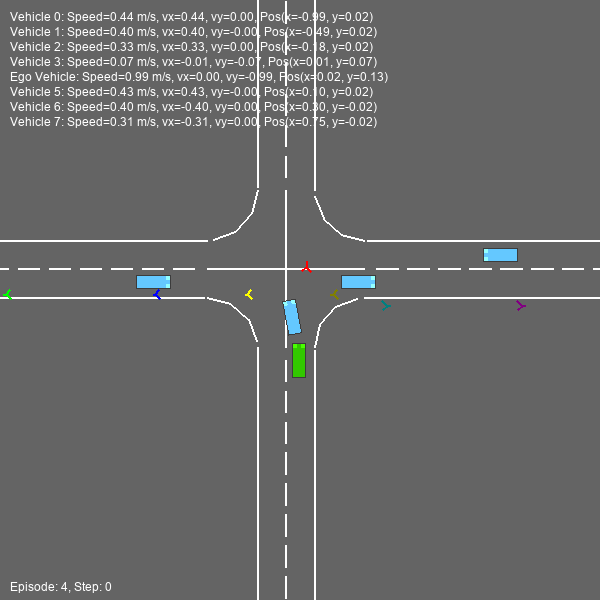 Vehicle 0: Speed=0.44 m/s, vx=0.44, vy=0.00, Pos(x=-0.99, y=0.02)
Vehicle 1: Speed=0.40 m/s, vx=0.40, vy=-0.00, Pos(x=-0.49, y=0.02)
Vehicle 2: Speed=0.33 m/s, vx=0.33, vy=0.00, Pos(x=-0.18, y=0.02)
Vehicle 3: Speed=0.07 m/s, vx=-0.01, vy=-0.07, Pos(x=0.01, y=0.07)
Ego Vehicle: Speed=0.99 m/s, vx=0.00, vy=-0.99, Pos(x=0.02, y=0.13)
Vehicle 5: Speed=0.43 m/s, vx=0.43, vy=-0.00, Pos(x=0.10, y=0.02)
Vehicle 6: Speed=0.40 m/s, vx=-0.40, vy=0.00, Pos(x=0.30, y=-0.02)
Vehicle 7: Speed=0.31 m/s, vx=-0.31, vy=0.00, Pos(x=0.75, y=-0.02)
Episode: 4, Step: 0